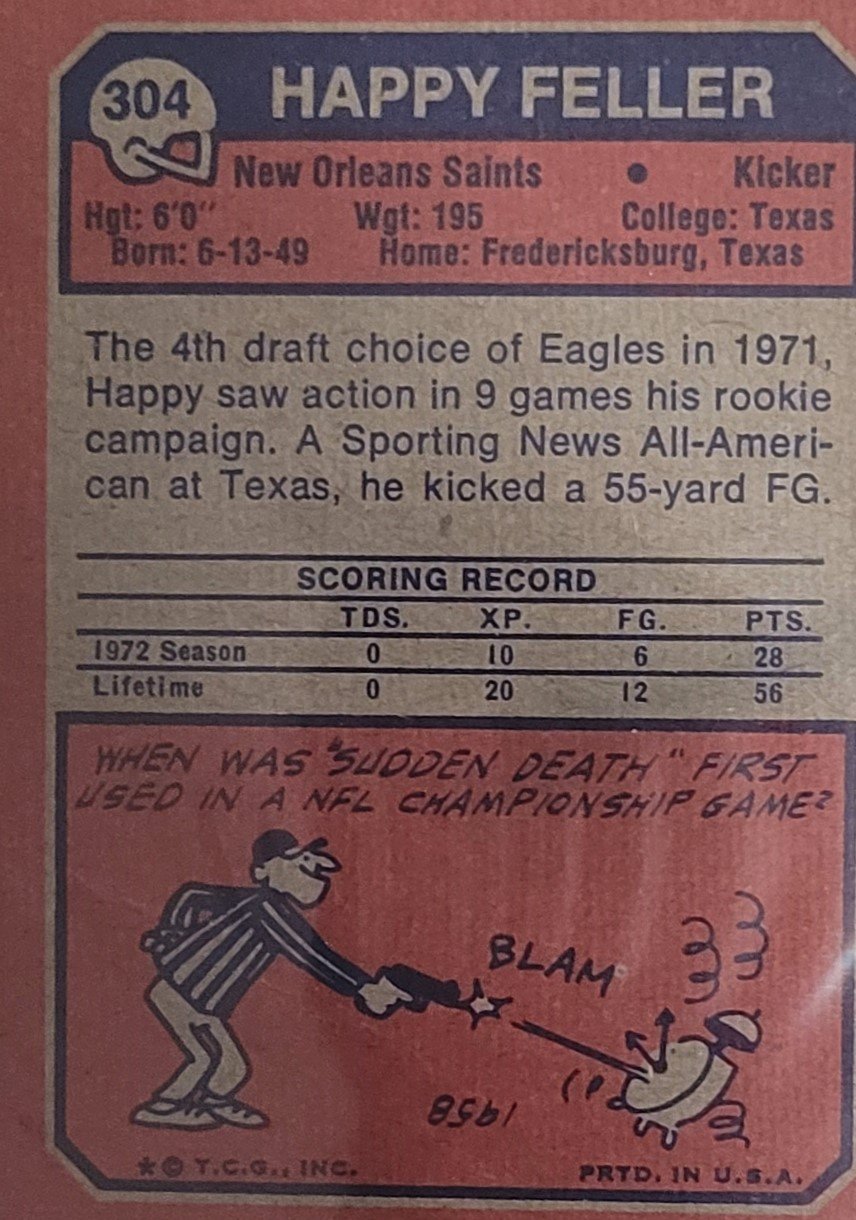 304 HAPPY FELLER
New Orleans Saints • Kicker
Hgt: 6'0" Wgt: 195 College: Texas
Born: 6-13-49 Home: Fredericksburg, Texas
The 4th draft choice of Eagles in 1971,
Happy saw action in 9 games his rookie
campaign. A Sporting News All-Ameri-
can at Texas, he kicked a 55-yard FG.
SCORING RECORD
TDS. XP. FG. PTS.
1972 Season 0 10 6 28
Lifetime 0 20 12 56
WHEN WAS "SUDDEN DEATH" FIRST
USED IN A NFL CHAMPIONSHIP GAME?
BLAM
1958
*© T.C.G., INC. PRTD. IN U.S.A.